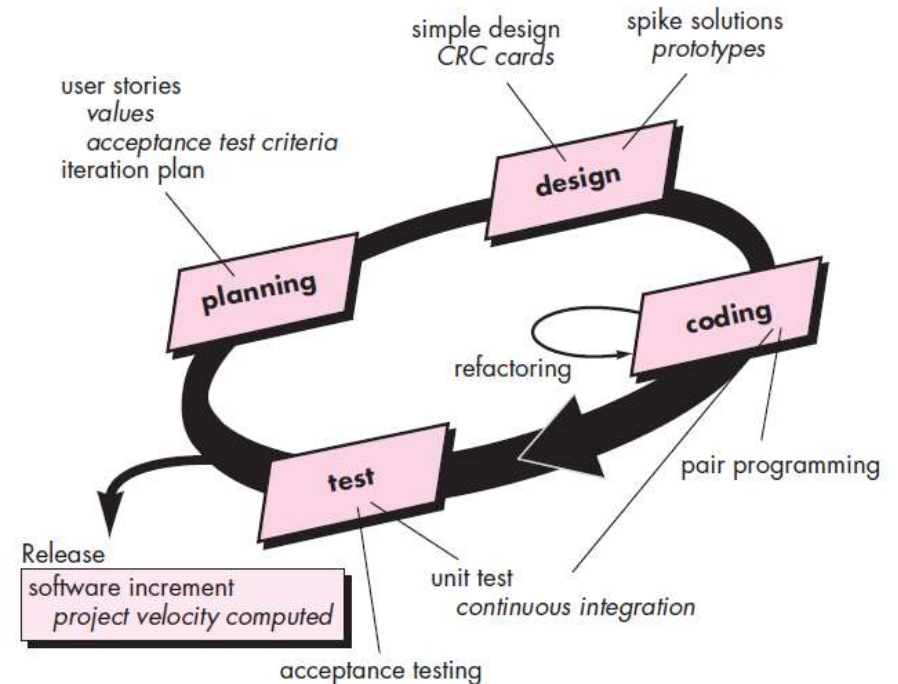 simple design
CRC cards
spike solutions
prototypes
user stories
values
acceptance test criteria
iteration plan
design
planning
coding
refactoring
test
pair programming
Release
software increment
project velocity computed
unit test
continuous integration
acceptance testing